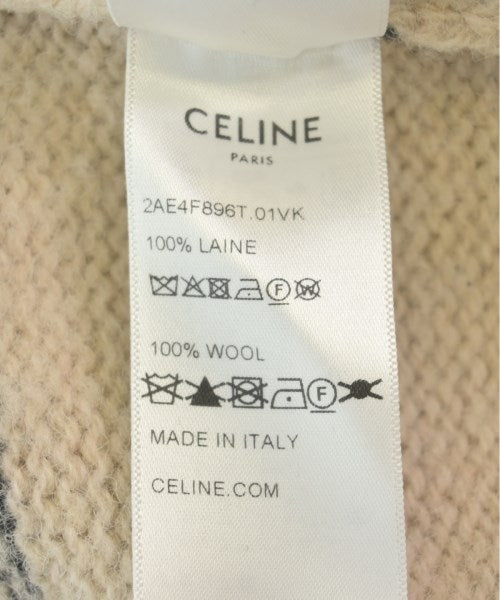 CELINE
PARIS
2AE4F896T.01VK
100% LAINE
F W
100% WOOL
F
MADE IN ITALY
CELINE.COM